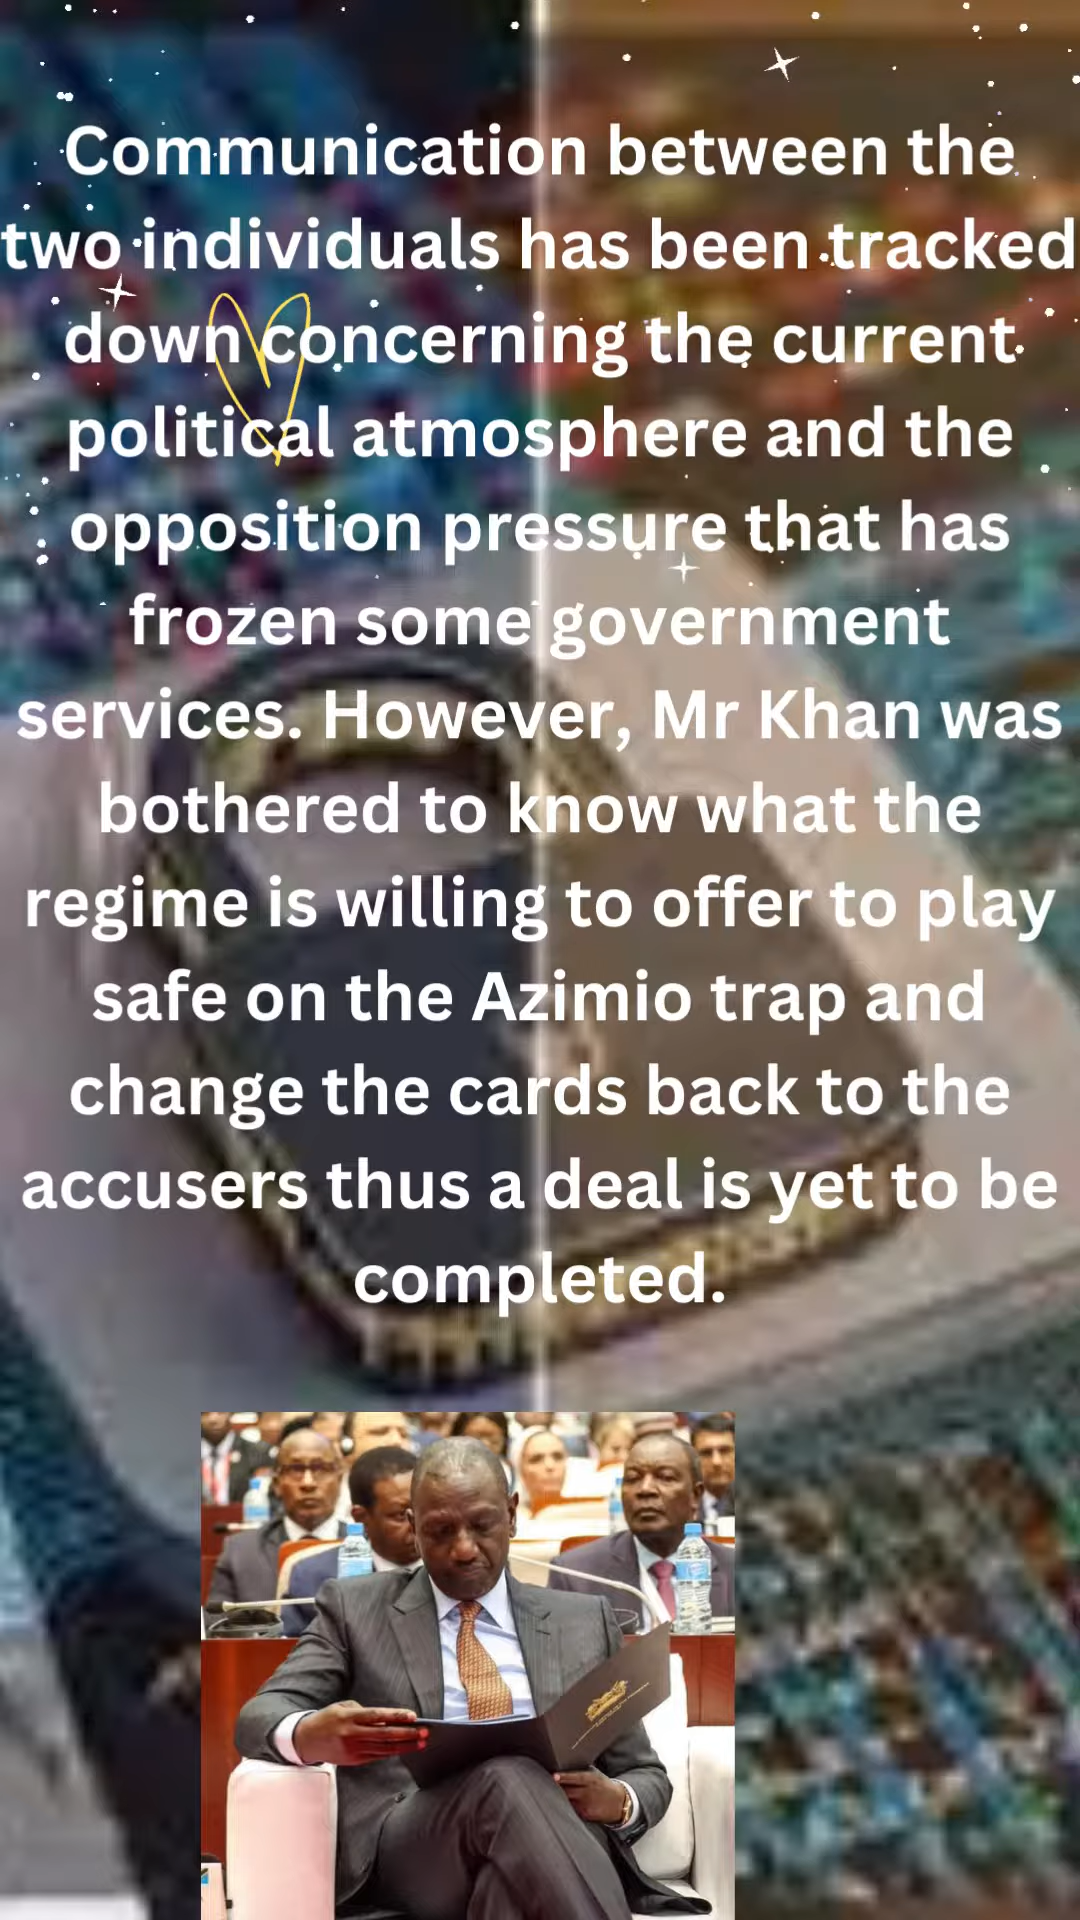 Communication between the
two individuals has been tracked
down concerning the current
political atmosphere and the
opposition pressure that has
frozen some government
services. However, Mr Khan was
bothered to know what the
regime is willing to offer to play
safe on the Azimio trap and
change the cards back to the
accusers thus a deal is yet to be
completed.